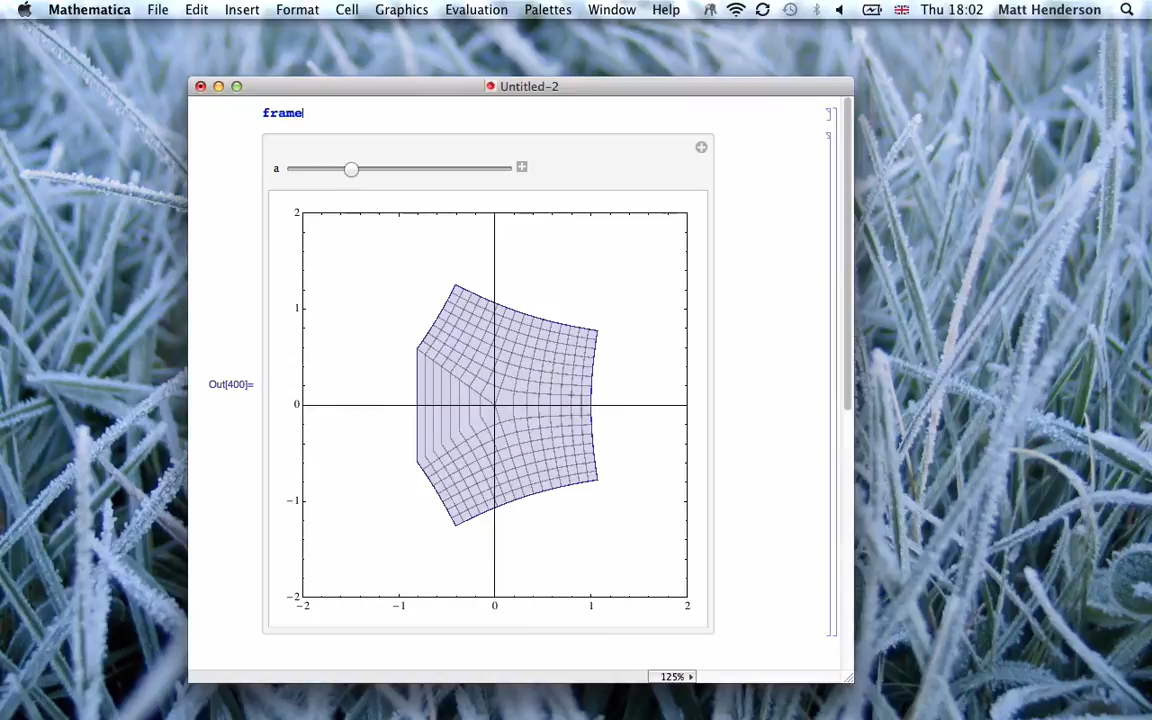 Mathematica File Edit Insert Format Cell Graphics Evaluation Palettes Window Help Thu 18:02 Matt Henderson
Untitled-2
frame
a
Out[400]=
2
1
0
−1
−2
−2 −1 0 1 2
125%